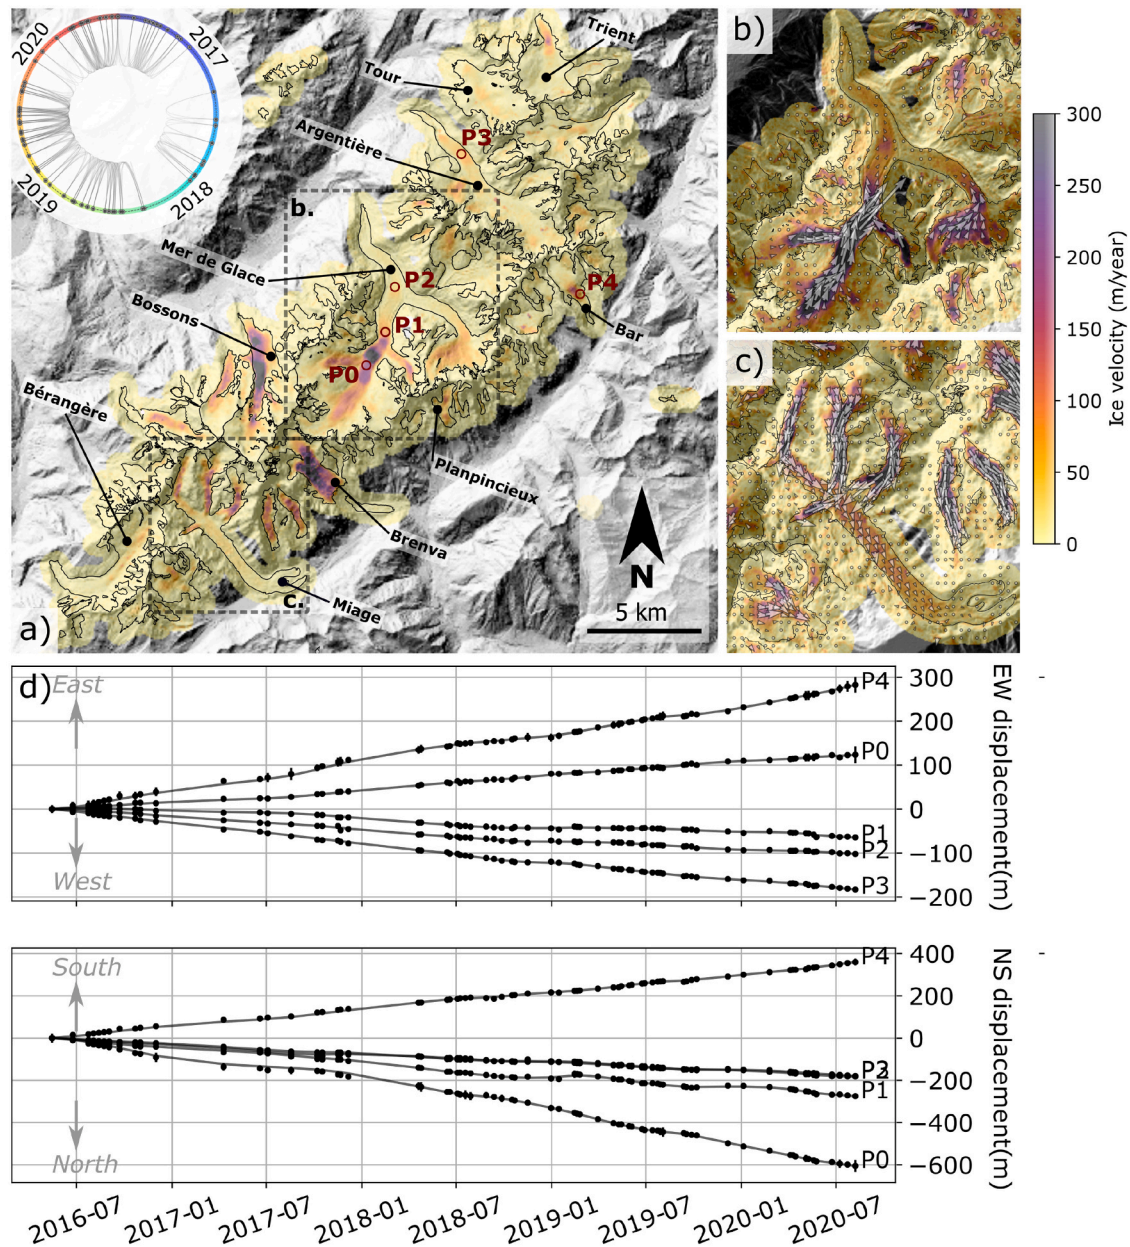 2020
2017
2019
2018
Trient
Tour
Argentière
P3
b.
Mer de Glace
P2
P4
Bossons
P1
Bar
P0
Bérangère
Planpincieux
Brenva
N
5 km
c.
Miage
a)
b)
c)
300
250
200
150
100
50
0
Ice velocity (m/year)
d)
East
West
P4
P0
P1
P2
P3
300
200
100
0
−100
−200
EW displacement(m)
South
North
P4
P2
P1
P0
400
200
0
−200
−400
−600
NS displacement(m)
2016-07
2017-01
2017-07
2018-01
2018-07
2019-01
2019-07
2020-01
2020-07